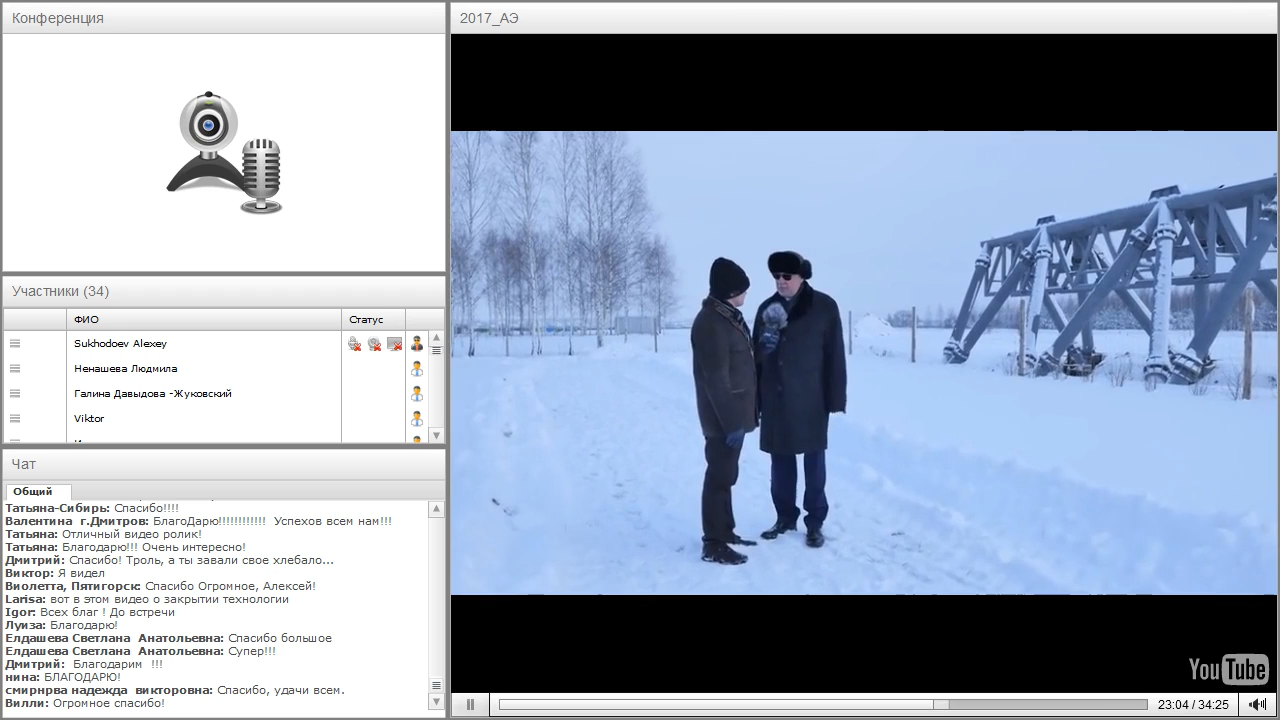 Конференция
2017_АЭ
Участники (34)
ФИО Статус
Sukhodoev Alexey
Ненашева Людмила
Галина Давыдова -Жуковский
Viktor
Чат
Общий
Татьяна-Сибирь: Спасибо!!!!
Валентина г.Дмитров: БлагоДарю!!!!!!!!!!!! Успехов всем нам!!!
Татьяна: Отличный видео ролик!
Татьяна: Благодарю!!! Очень интересно!
Дмитрий: Спасибо! Троль, а ты завали свое хлебало...
Виктор: Я видел
Виолетта, Пятигорск: Спасибо Огромное, Алексей!
Larisa: вот в этом видео о закрытии технологии
Igor: Всех благ ! До встречи
Луиза: Благодарю!
Елдашева Светлана Анатольевна: Спасибо большое
Елдашева Светлана Анатольевна: Супер!!!
Дмитрий: Благодарим !!!
нина: БЛАГОДАРЮ!
смирнрва надежда викторовна: Спасибо, удачи всем.
Вилли: Огромное спасибо!
YouTube
23:04 / 34:25